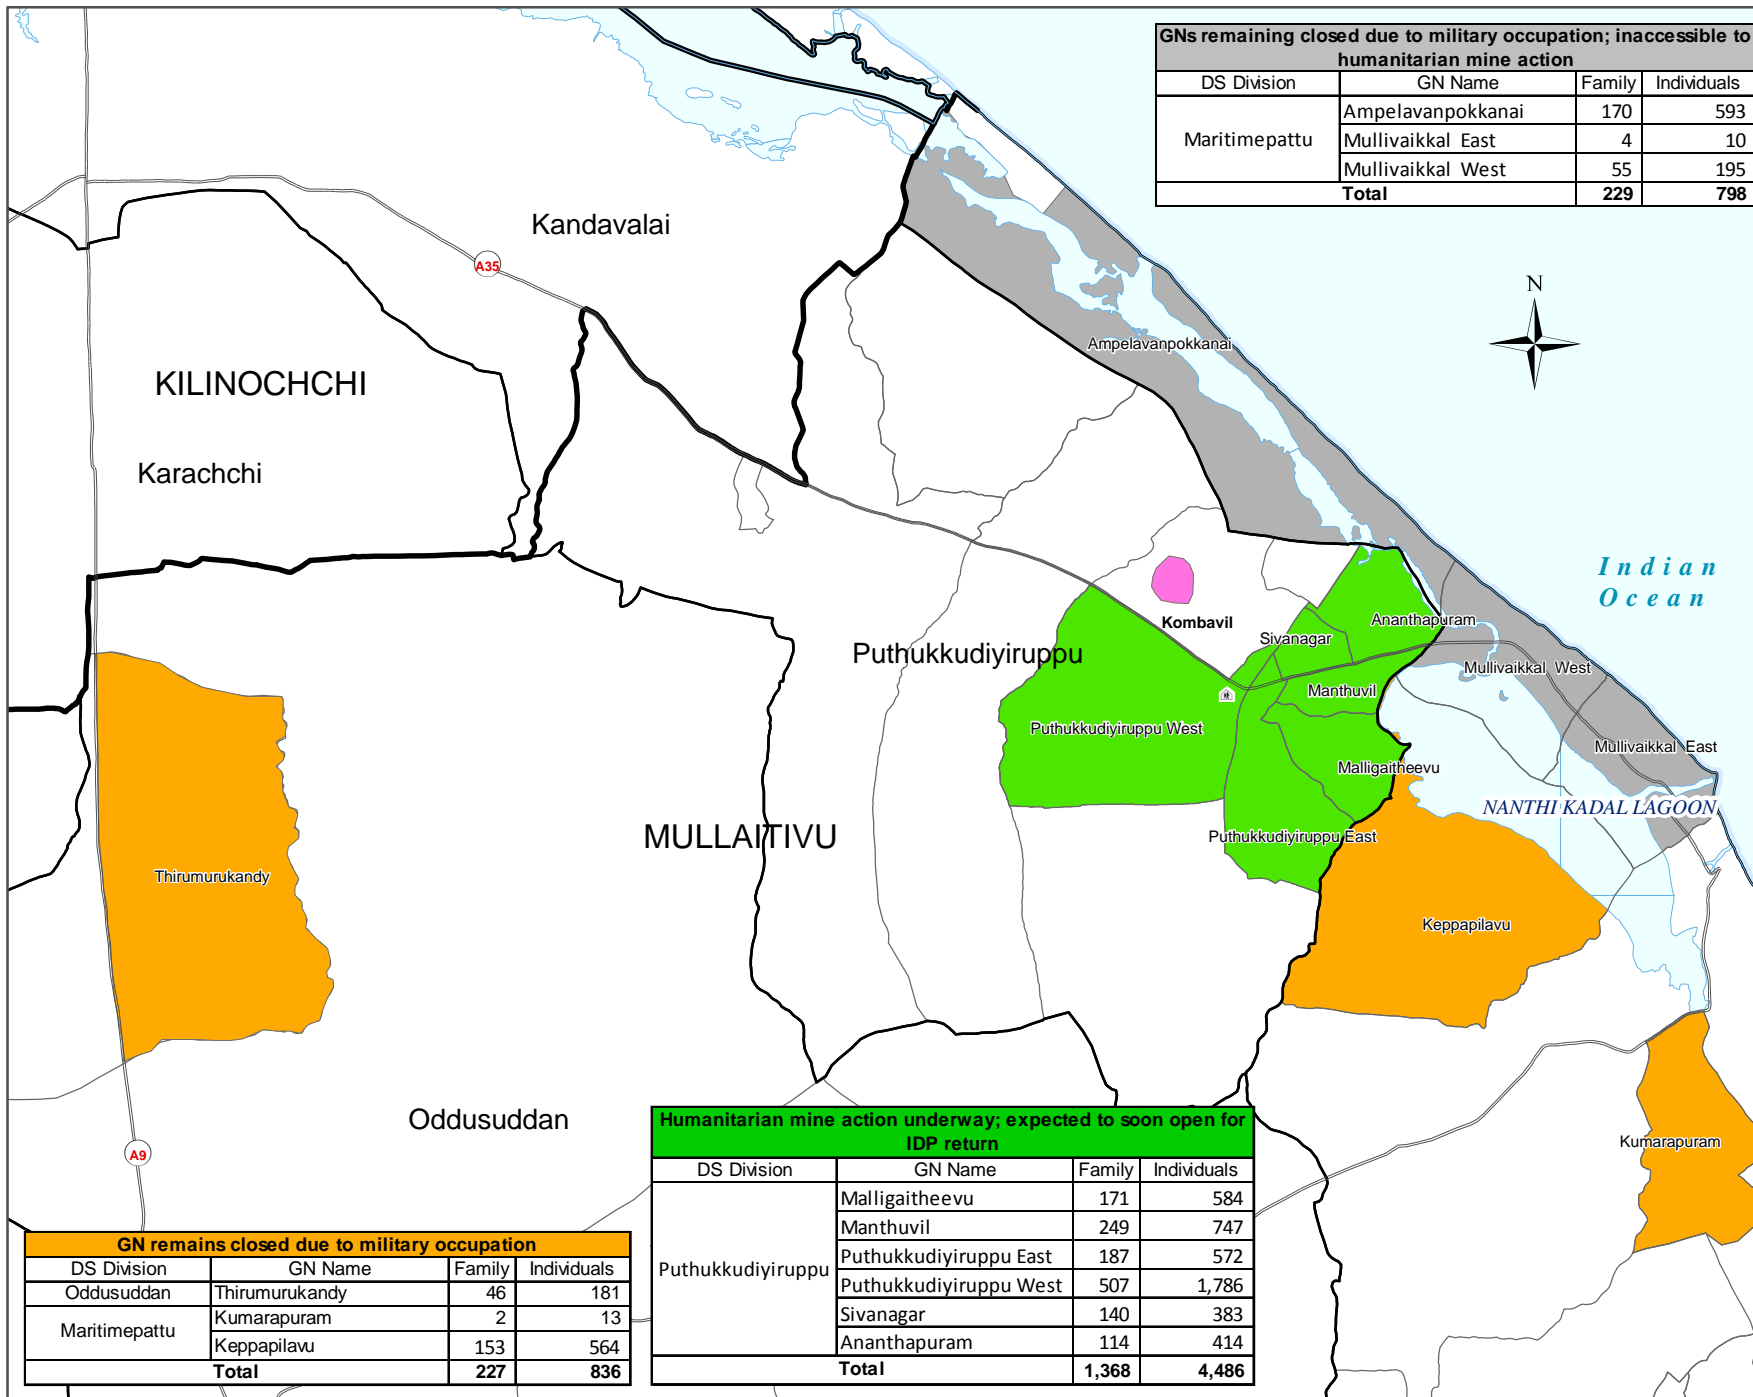 GNs remaining closed due to military occupation; inaccessible to
humanitarian mine action
DS Division GN Name Family Individuals
Maritimepattu
Ampelavanpokkanai 170 593
Mullivaikkal East 4 10
Mullivaikkal West 55 195
Total 229 798
Kandavalai
A35
N
Ampelavanpokkanai
KILINOCHCHI
Karachchi
Indian
Ocean
Kombavil
Ananthapuram
Sivanagar
Puthukkudiyiruppu
Mullivaikkal West
Manthuvil
Puthukkudiyiruppu West
Mullivaikkal East
Malligaitheevu
NANTHI KADAL LAGOON
MULLAITIVU
Puthukkudiyiruppu East
Thirumurukandy
Keppapilavu
Oddusuddan
Kumarapuram
A9
Humanitarian mine action underway; expected to soon open for
IDP return
DS Division GN Name Family Individuals
Puthukkudiyiruppu
Malligaitheevu 171 584
Manthuvil 249 747
Puthukkudiyiruppu East 187 572
Puthukkudiyiruppu West 507 1,786
Sivanagar 140 383
Ananthapuram 114 414
Total 1,368 4,486
GN remains closed due to military occupation
DS Division GN Name Family Individuals
Oddusuddan Thirumurukandy 46 181
Maritimepattu
Kumarapuram 2 13
Keppapilavu 153 564
Total 227 836